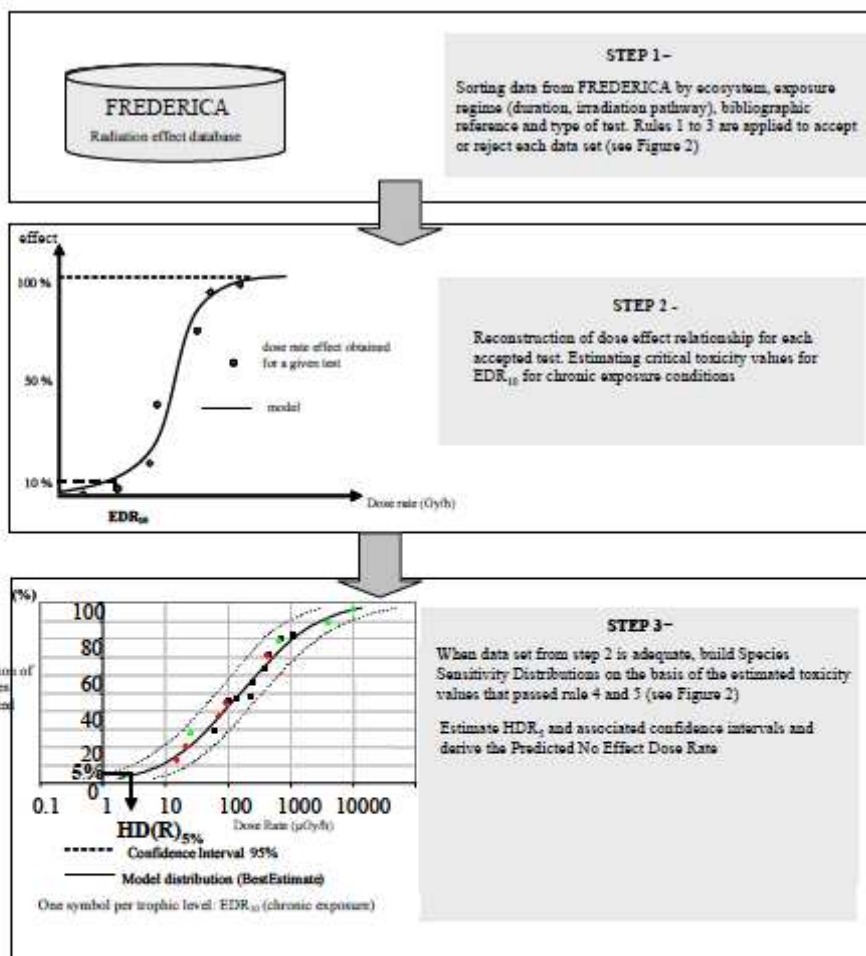 FREDERICA
Radiation effect database
STEP 1–
Sorting data from FREDERICA by ecosystem, exposure
regime (duration, irradiation pathway), bibliographic
reference and type of test. Rules 1 to 3 are applied to accept
or reject each data set (see Figure 2)
effect
100 %
50 %
10 %
dose rate effect obtained
for a given test
model
Dose rate (Gy/h)
EDR10
STEP 2 -
Reconstruction of dose effect relationship for each
accepted test. Estimating critical toxicity values for
EDR10 for chronic exposure conditions
(%)
ion of
es
nd
100
80
60
40
20
5%
0
0.1 1 10 100 1000 10000
HD(R)5%
Dose Rate (µGy/h)
Confidence Interval 95%
Model distribution (BestEstimate)
One symbol per trophic level: EDR10 (chronic exposure)
STEP 3–
When data set from step 2 is adequate, build Species
Sensitivity Distributions on the basis of the estimated toxicity
values that passed rule 4 and 5 (see Figure 2)
Estimate HDR5 and associated confidence intervals and
derive the Predicted No Effect Dose Rate